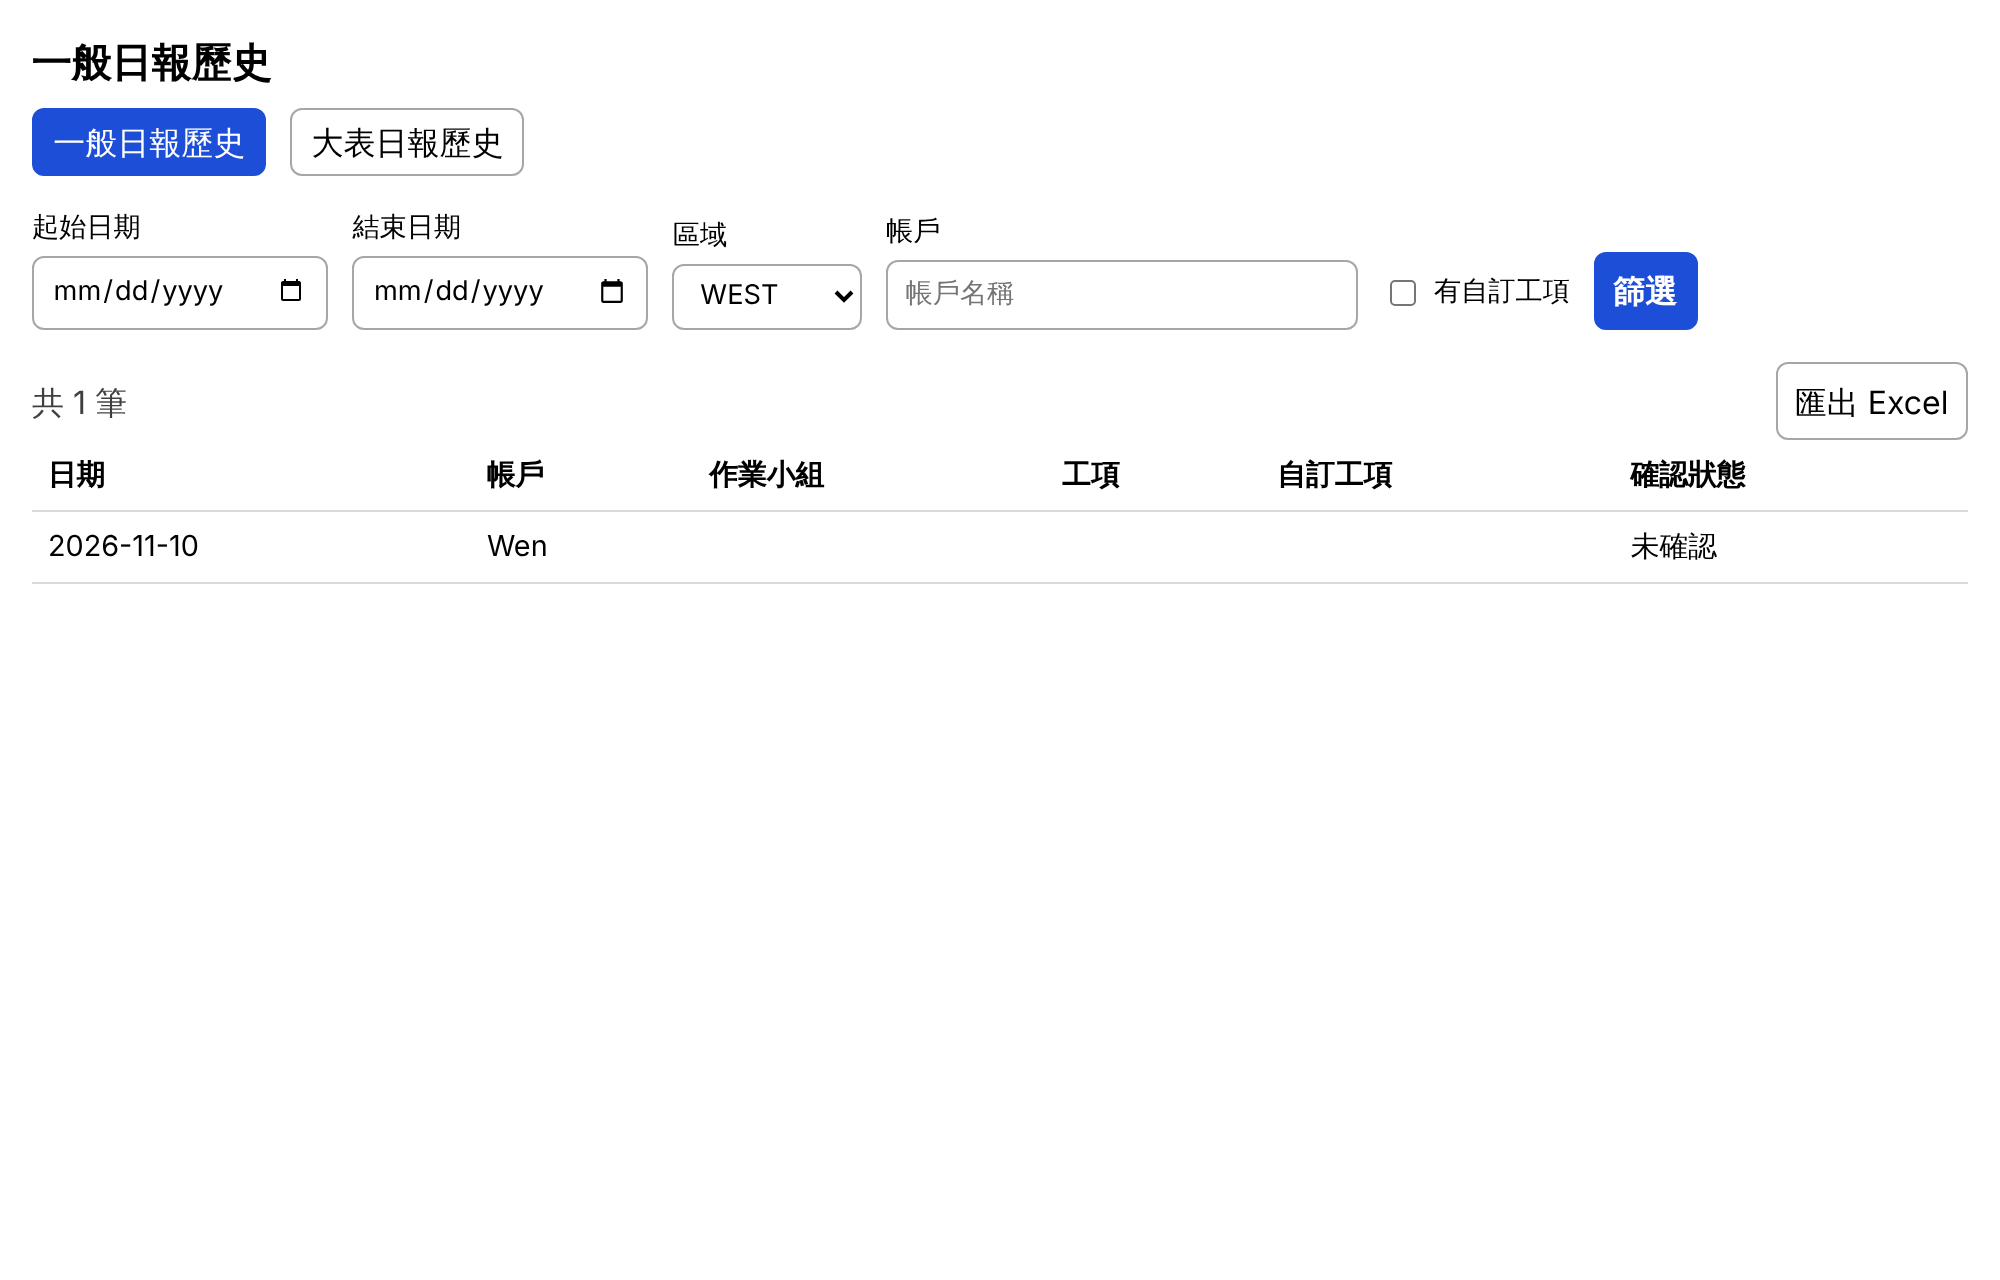 一般日報歷史
一般日報歷史 大表日報歷史
起始日期 結束日期 區域 帳戶
mm/dd/yyyy mm/dd/yyyy WEST 帳戶名稱 有自訂工項 篩選
共 1 筆 匯出 Excel
日期 帳戶 作業小組 工項 自訂工項 確認狀態
2026-11-10 Wen 未確認